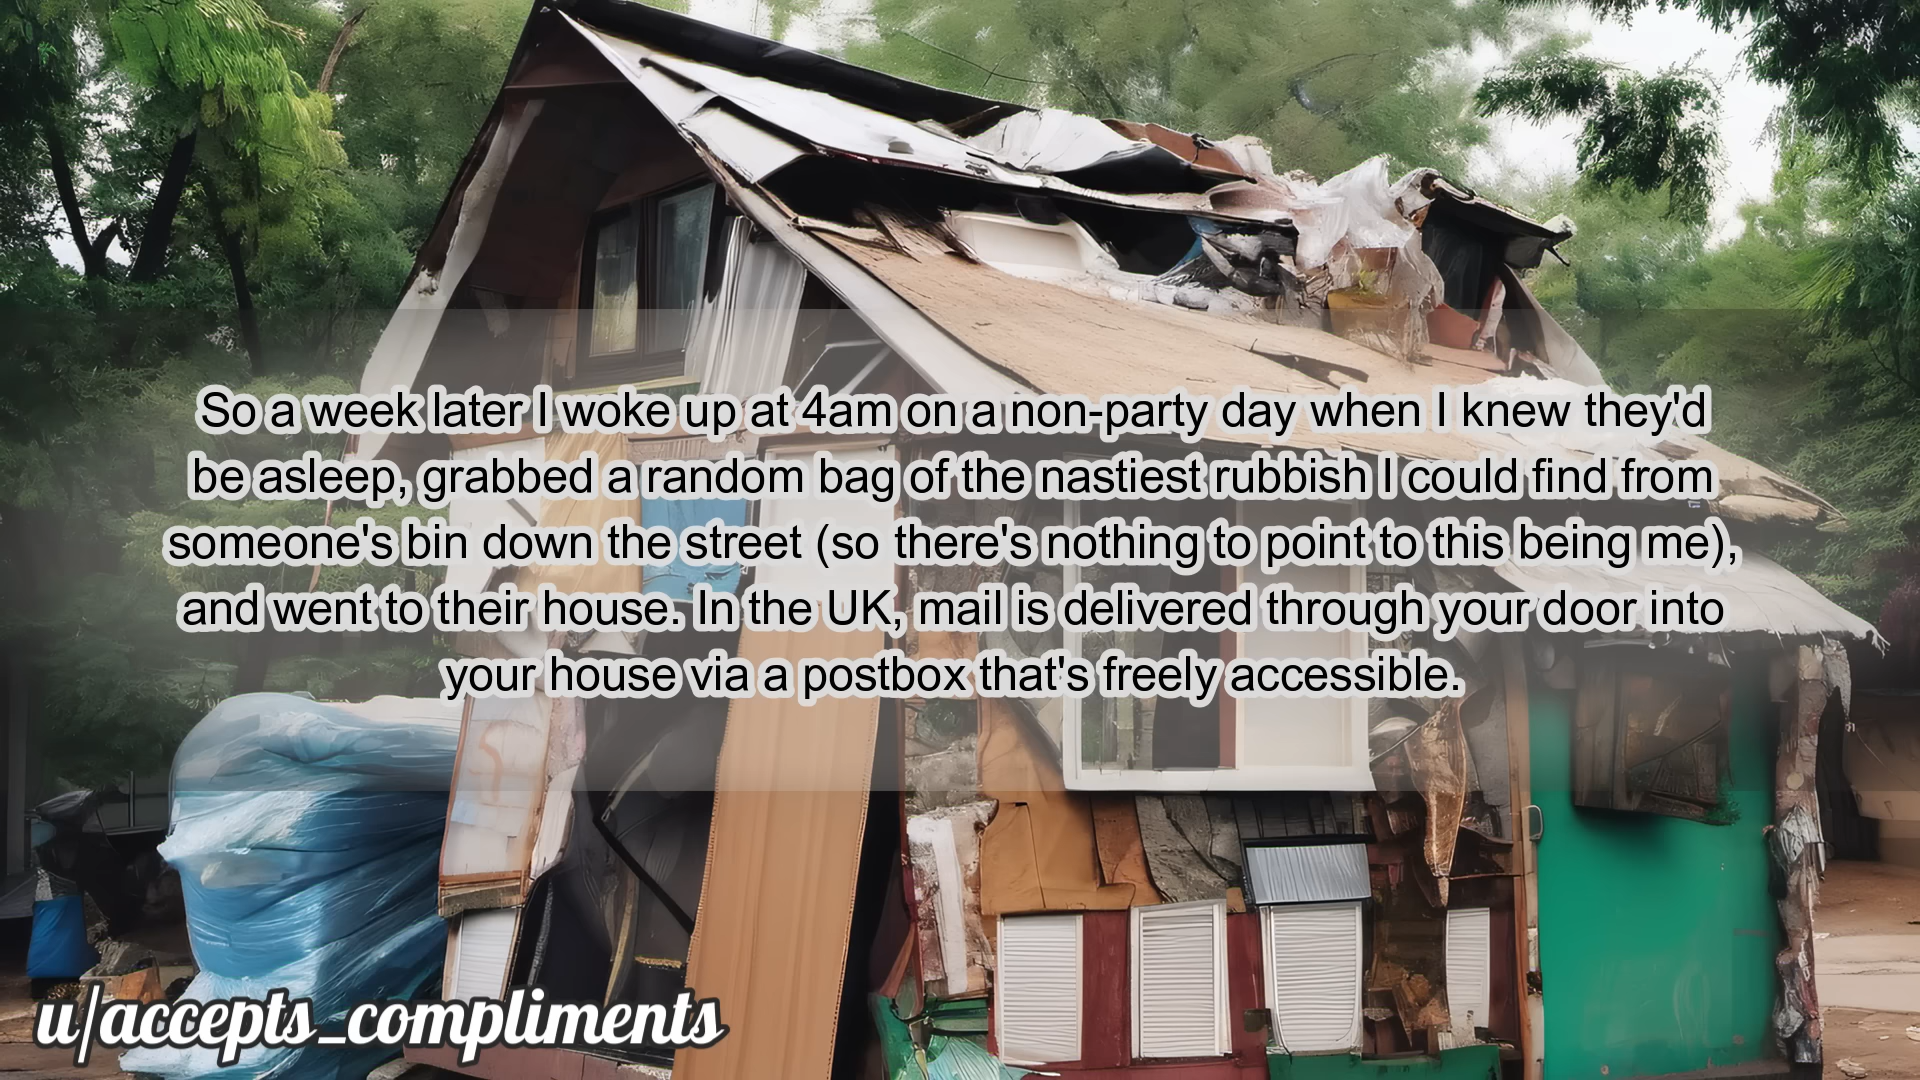 So a week later I woke up at 4am on a non-party day when I knew they'd
be asleep, grabbed a random bag of the nastiest rubbish I could find from
someone's bin down the street (so there's nothing to point to this being me),
and went to their house. In the UK, mail is delivered through your door into
your house via a postbox that's freely accessible.
u/accepts_compliments